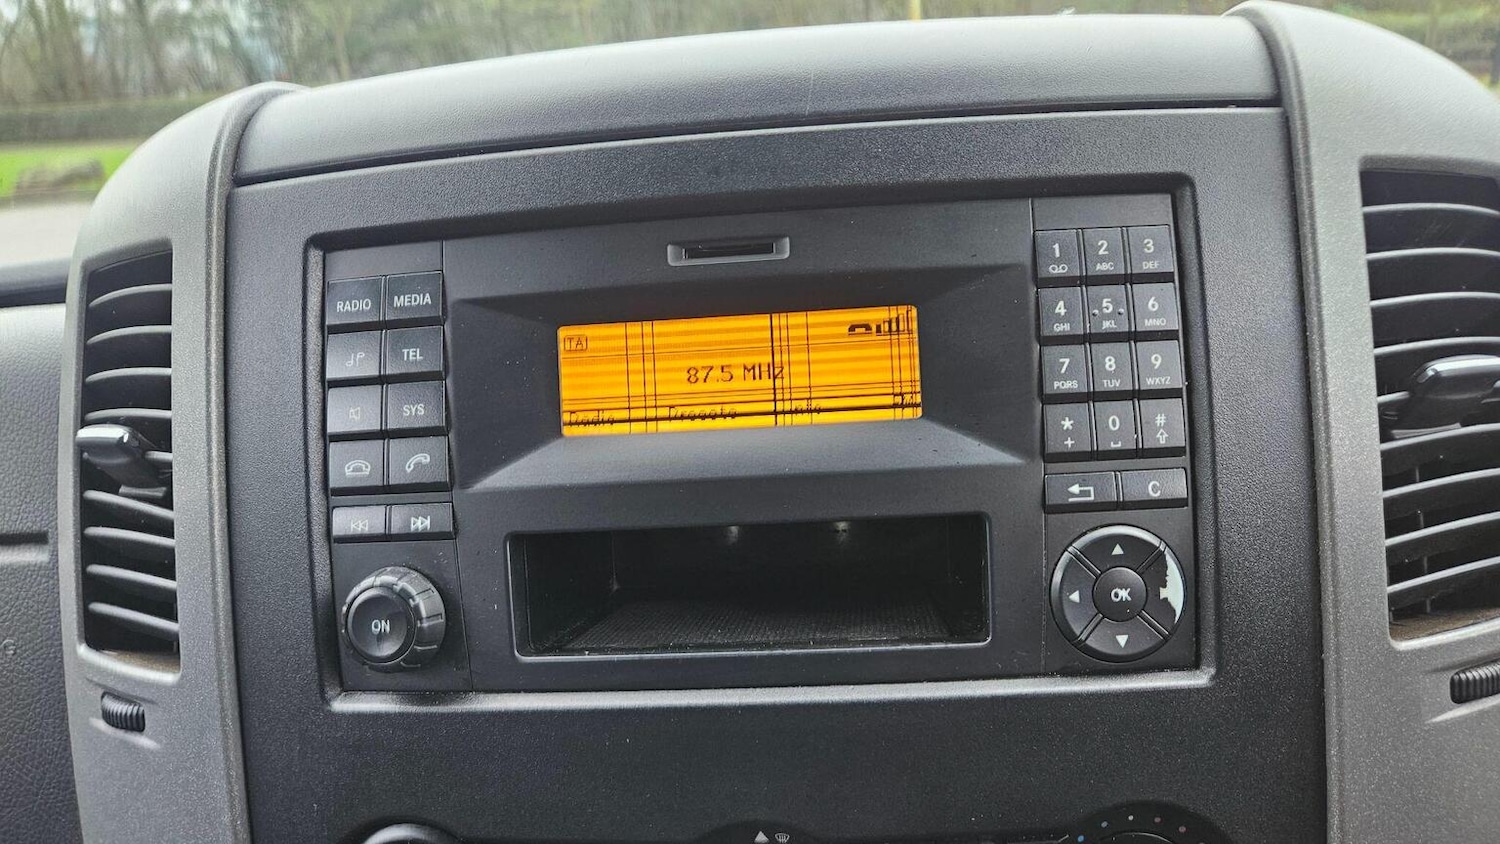 RADIO MEDIA
TEL
SYS
ON
TA
87.5 MHz
Radio Presets Info
1 2 ABC 3 DEF
4 GHI 5 JKL 6 MNO
7 PQRS 8 TUV 9 WXYZ
* + 0 # 
C
OK